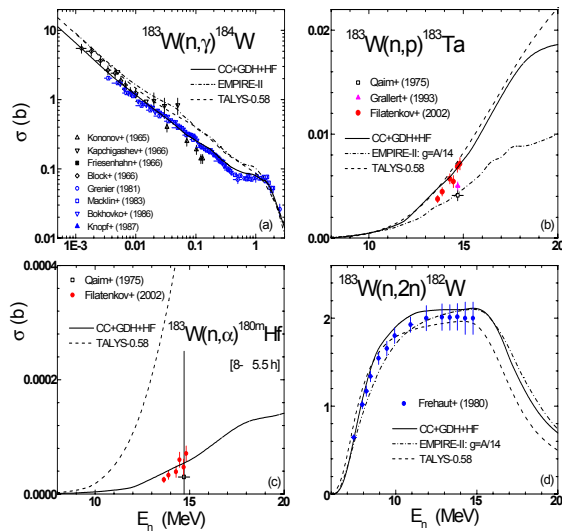 ¹⁸³W(n,γ)¹⁸⁴W
CC+GDH+HF
EMPIRE-II
TALYS-0.58
Kononov+ (1965)
Kapchigashev+ (1966)
Friesenhahn+ (1966)
Block+ (1966)
Grenier (1981)
Macklin+ (1983)
Bokhovko+ (1986)
Knopf+ (1987)
(a)
σ (b)
10
1
0.1
0.01
1E-3 0.01 0.1 1
¹⁸³W(n,p)¹⁸³Ta
Qaim+ (1975)
Grallert+ (1993)
Filatenkov+ (2002)
CC+GDH+HF
EMPIRE-II: g=A/14
TALYS-0.58
(b)
0.02
0.01
0.00
10 15 20
Qaim+ (1975)
Filatenkov+ (2002)
CC+GDH+HF
TALYS-0.58
¹⁸³W(n,α)¹⁸⁰ᵐHf
[8- 5.5 h]
(c)
σ (b)
0.0004
0.0002
0.0000
10 15 20
Eₙ (MeV)
¹⁸³W(n,2n)¹⁸²W
Frehaut+ (1980)
CC+GDH+HF
EMPIRE-II: g=A/14
TALYS-0.58
(d)
2
1
0
10 15 20
Eₙ (MeV)